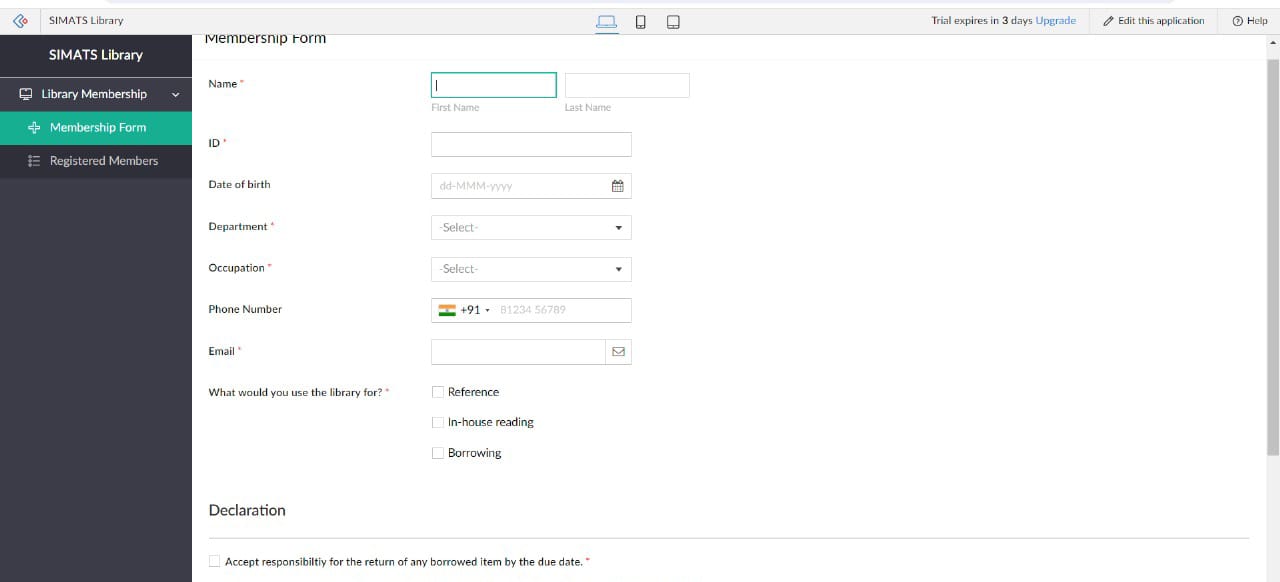 SIMATS Library
Trial expires in 3 days Upgrade
Edit this application
Help
SIMATS Library
Library Membership
Membership Form
Registered Members
Membership Form
Name *
First Name
Last Name
ID *
Date of birth
dd-MMM-yyyy
Department *
-Select-
Occupation *
-Select-
Phone Number
+91
81234 56789
Email *
What would you use the library for? *
Reference
In-house reading
Borrowing
Declaration
Accept responsibiltiy for the return of any borrowed item by the due date. *